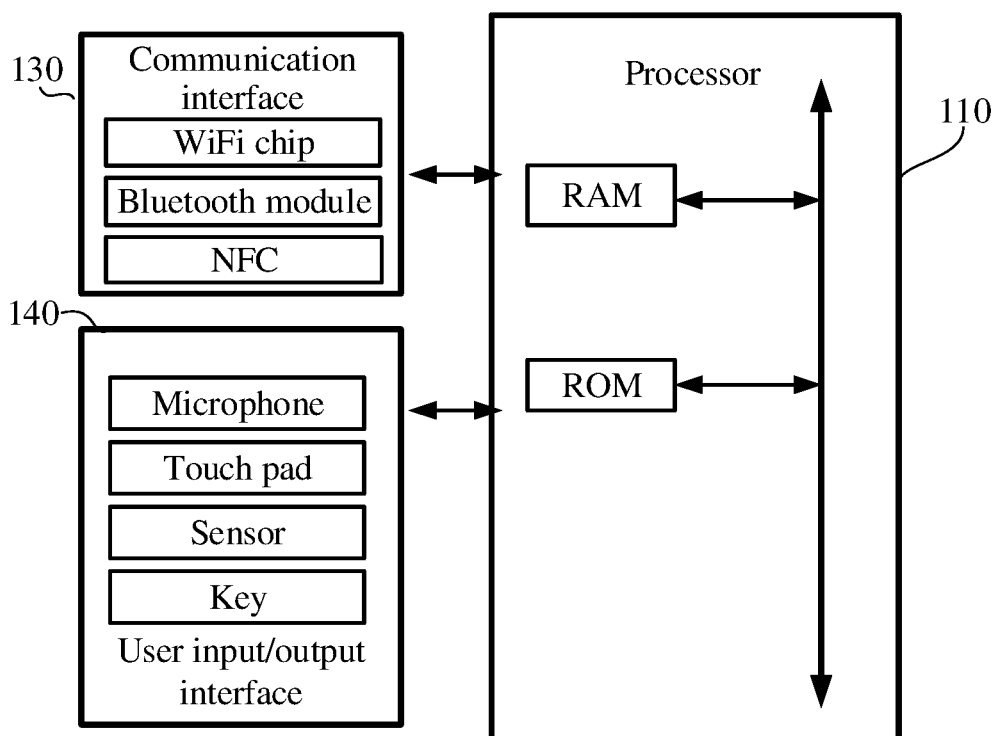 130
Communication
interface
WiFi chip
Bluetooth module
NFC
140
Microphone
Touch pad
Sensor
Key
User input/output
interface
Processor
110
RAM
ROM